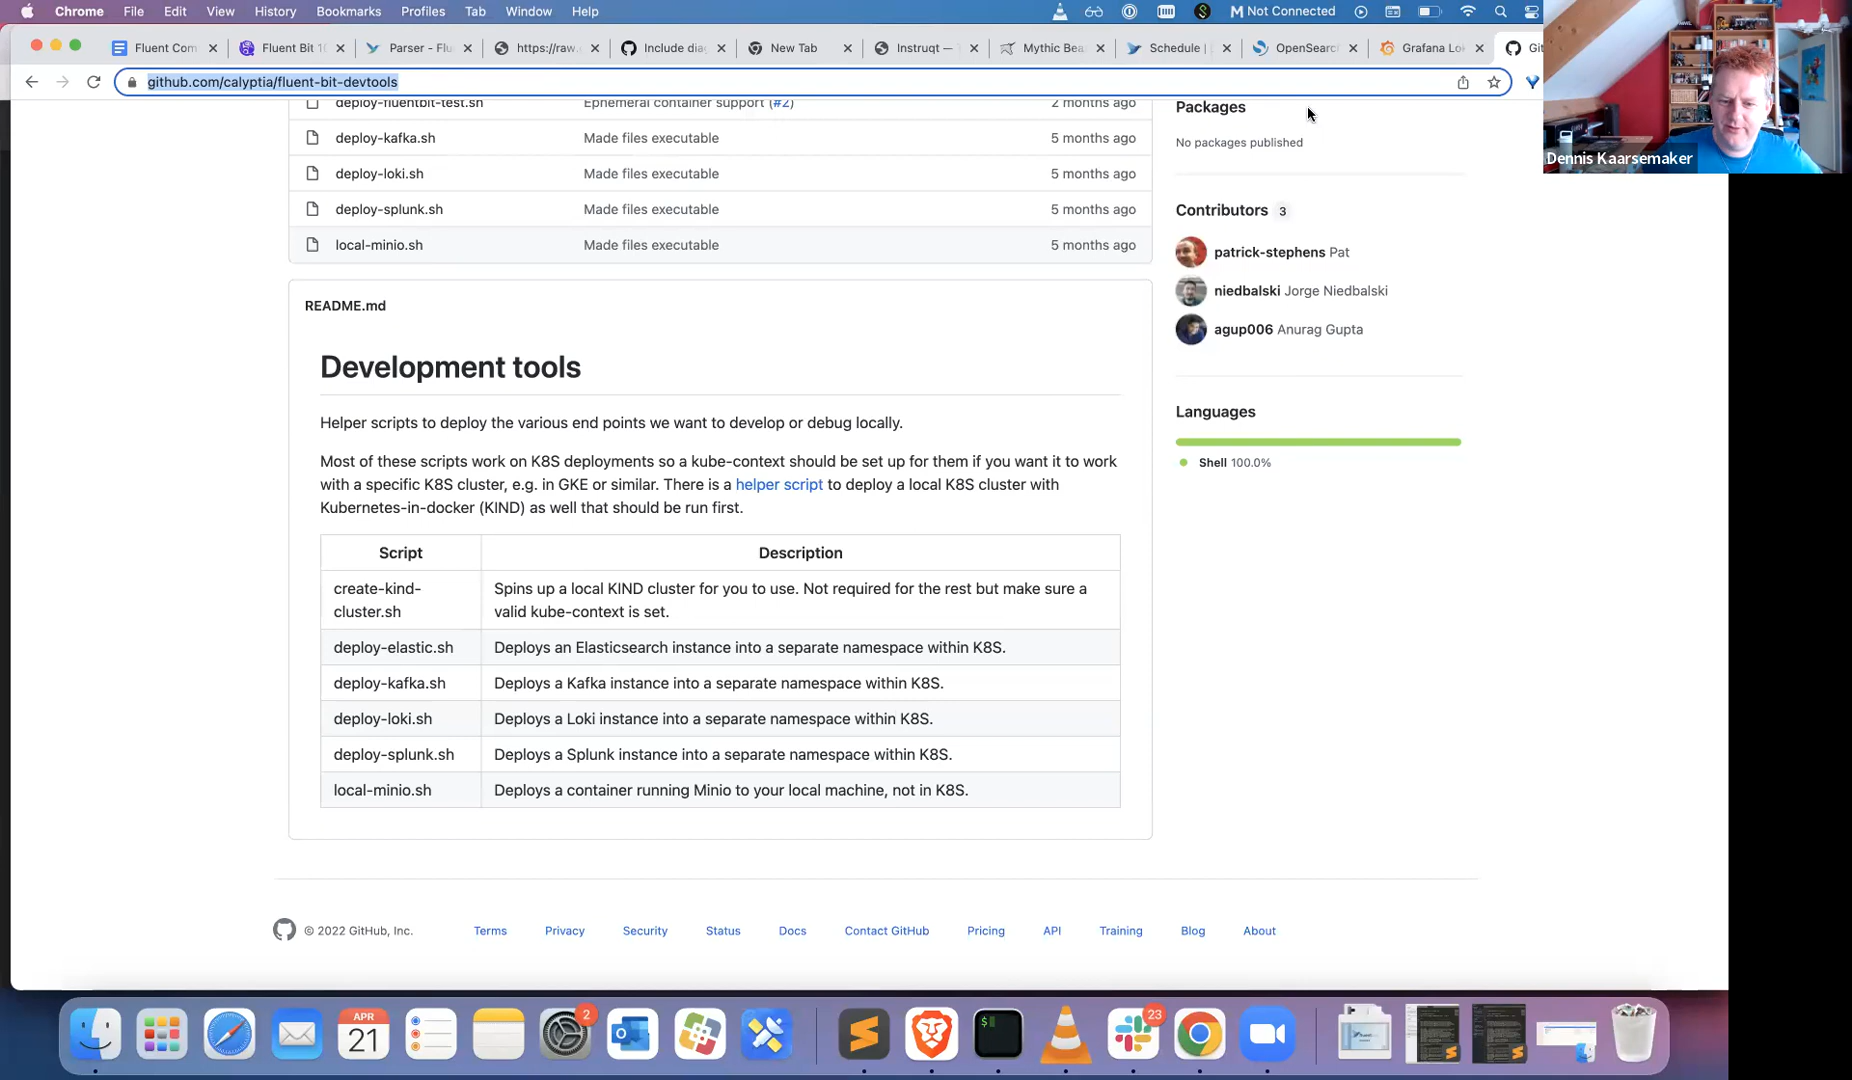 Chrome File Edit View History Bookmarks Profiles Tab Window Help
Not Connected
Fluent Com
Fluent Bit 1
Parser - Flu
https://raw.
Include dia
New Tab
Instruqt —
Mythic Bea
Schedule |
OpenSearc
Grafana Lo
Git
github.com/calyptia/fluent-bit-devtools
Dennis Kaarsemaker
deploy-fluentbit-test.sh Ephemeral container support (#2) 2 months ago
deploy-kafka.sh Made files executable 5 months ago
deploy-loki.sh Made files executable 5 months ago
deploy-splunk.sh Made files executable 5 months ago
local-minio.sh Made files executable 5 months ago
Packages
No packages published
Contributors 3
patrick-stephens Pat
niedbalski Jorge Niedbalski
agup006 Anurag Gupta
Languages
Shell 100.0%
README.md
Development tools
Helper scripts to deploy the various end points we want to develop or debug locally.
Most of these scripts work on K8S deployments so a kube-context should be set up for them if you want it to work
with a specific K8S cluster, e.g. in GKE or similar. There is a helper script to deploy a local K8S cluster with
Kubernetes-in-docker (KIND) as well that should be run first.
Script Description
create-kind-
cluster.sh
Spins up a local KIND cluster for you to use. Not required for the rest but make sure a
valid kube-context is set.
deploy-elastic.sh Deploys an Elasticsearch instance into a separate namespace within K8S.
deploy-kafka.sh Deploys a Kafka instance into a separate namespace within K8S.
deploy-loki.sh Deploys a Loki instance into a separate namespace within K8S.
deploy-splunk.sh Deploys a Splunk instance into a separate namespace within K8S.
local-minio.sh Deploys a container running Minio to your local machine, not in K8S.
© 2022 GitHub, Inc. Terms Privacy Security Status Docs Contact GitHub Pricing API Training Blog About
APR
21
2
23